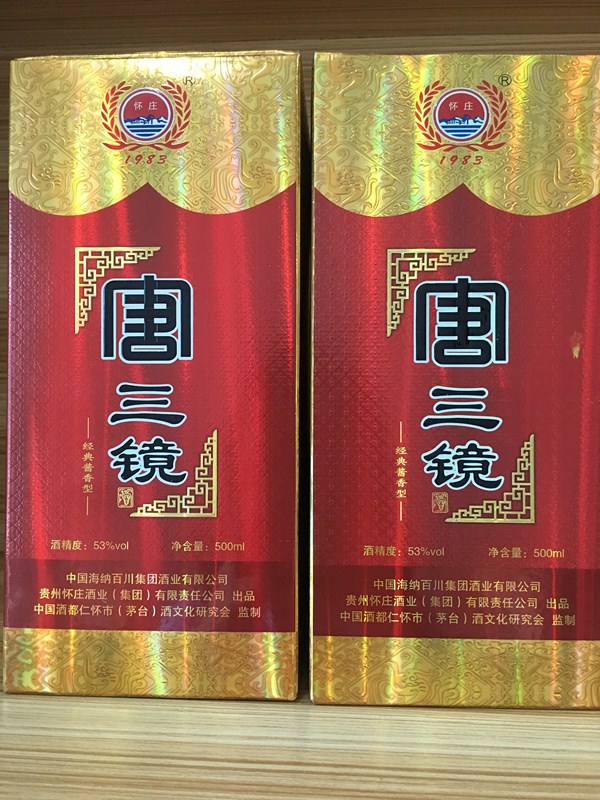 怀庄
®
1983
唐
三
镜
经典酱香型
酒精度：53%vol 净含量：500ml
中国海纳百川集团酒业有限公司
贵州怀庄酒业（集团）有限责任公司 出品
中国酒都仁怀市（茅台）酒文化研究会 监制
怀庄
®
1983
唐
三
镜
经典酱香型
酒精度：53%vol 净含量：500ml
中国海纳百川集团酒业有限公司
贵州怀庄酒业（集团）有限责任公司 出品
中国酒都仁怀市（茅台）酒文化研究会 监制